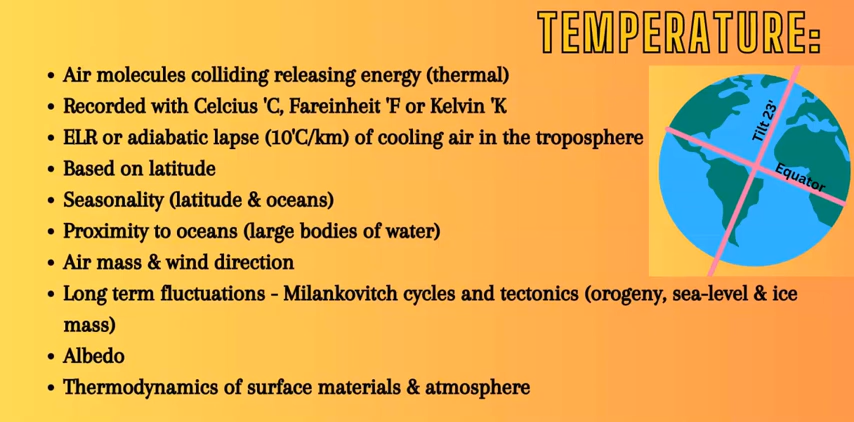 TEMPERATURE:
• Air molecules colliding releasing energy (thermal)
• Recorded with Celcius 'C, Fareinheit 'F or Kelvin 'K
• ELR or adiabatic lapse (10'C/km) of cooling air in the troposphere
• Based on latitude
• Seasonality (latitude & oceans)
• Proximity to oceans (large bodies of water)
• Air mass & wind direction
• Long term fluctuations - Milankovitch cycles and tectonics (orogeny, sea-level & ice
mass)
• Albedo
• Thermodynamics of surface materials & atmosphere
Tilt 23'
Equator